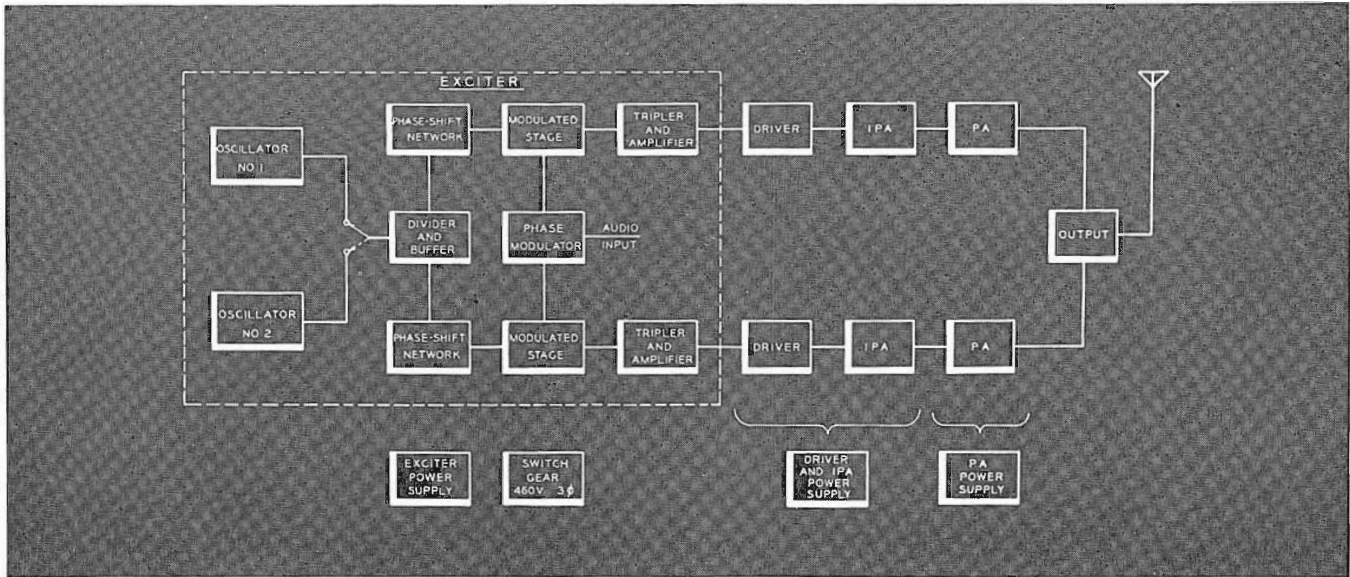 EXCITER
OSCILLATOR
NO 1
PHASE-SHIFT
NETWORK
MODULATED
STAGE
TRIPLER
AND
AMPLIFIER
DRIVER
IPA
PA
DIVIDER
AND
BUFFER
PHASE
MODULATOR
AUDIO
INPUT
OUTPUT
OSCILLATOR
NO 2
PHASE-SHIFT
NETWORK
MODULATED
STAGE
TRIPLER
AND
AMPLIFIER
DRIVER
IPA
PA
EXCITER
POWER
SUPPLY
SWITCH
GEAR
460V 3φ
DRIVER
AND IPA
POWER
SUPPLY
PA
POWER
SUPPLY